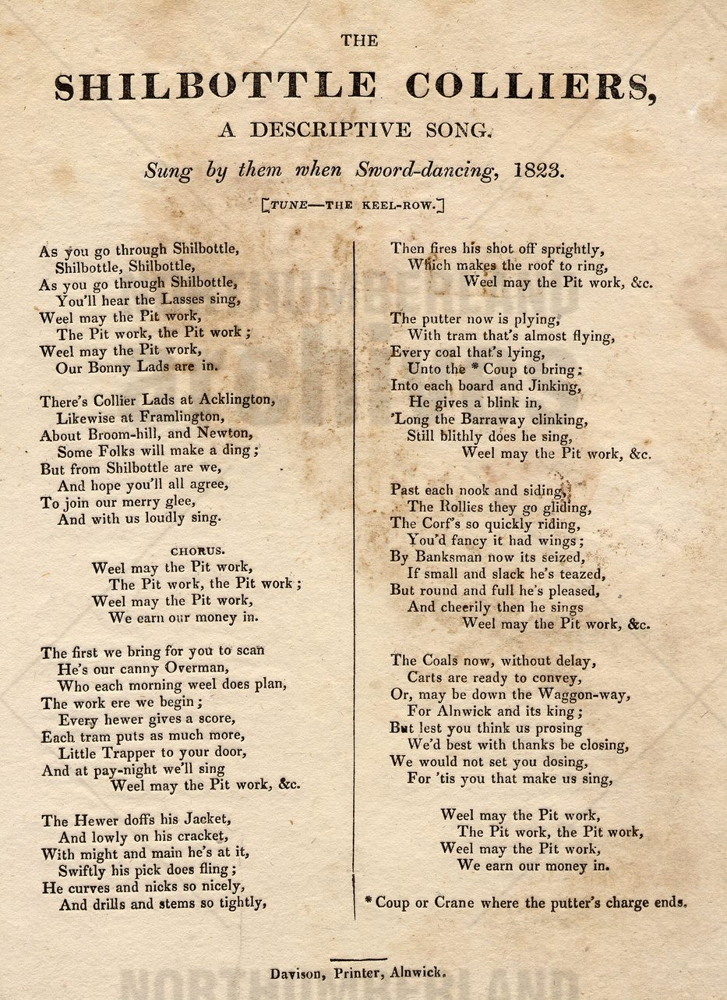 THE
SHILBOTTLE COLLIERS,
A DESCRIPTIVE SONG.
Sung by them when Sword-dancing, 1823.
[TUNE—THE KEEL-ROW.]
As you go through Shilbottle,
Shilbottle, Shilbottle,
As you go through Shilbottle,
You'll hear the Lasses sing,
Weel may the Pit work,
The Pit work, the Pit work;
Weel may the Pit work,
Our Bonny Lads are in.
There's Collier Lads at Acklington,
Likewise at Framlington,
About Broom-hill, and Newton,
Some Folks will make a ding;
But from Shilbottle are we,
And hope you'll all agree,
To join our merry glee,
And with us loudly sing.
CHORUS.
Weel may the Pit work,
The Pit work, the Pit work;
Weel may the Pit work,
We earn our money in.
The first we bring for you to scan
He's our canny Overman,
Who each morning weel does plan,
The work ere we begin;
Every hewer gives a score,
Each tram puts as much more,
Little Trapper to your door,
And at pay-night we'll sing
Weel may the Pit work, &c.
The Hewer doffs his Jacket,
And lowly on his cracket,
With might and main he's at it,
Swiftly his pick does fling;
He curves and nicks so nicely,
And drills and stems so tightly,
Then fires his shot off sprightly,
Which makes the roof to ring,
Weel may the Pit work, &c.
The putter now is plying,
With tram that's almost flying,
Every coal that's lying,
Unto the * Coup to bring;
Into each board and Jinking,
He gives a blink in,
'Long the Barraway clinking,
Still blithly does he sing,
Weel may the Pit work, &c.
Past each nook and siding,
The Rollies they go gliding,
The Corf's so quickly riding,
You'd fancy it had wings;
By Banksman now its seized,
If small and slack he's teazed,
But round and full he's pleased,
And cheerily then he sings
Weel may the Pit work, &c.
The Coals now, without delay,
Carts are ready to convey,
Or, may be down the Waggon-way,
For Alnwick and its king;
But lest you think us prosing
We'd best with thanks be closing,
We would not set you dosing,
For 'tis you that make us sing,
Weel may the Pit work,
The Pit work, the Pit work,
Weel may the Pit work,
We earn our money in.
* Coup or Crane where the putter's charge ends.
Davison, Printer, Alnwick.
NORTHUMBERLAND